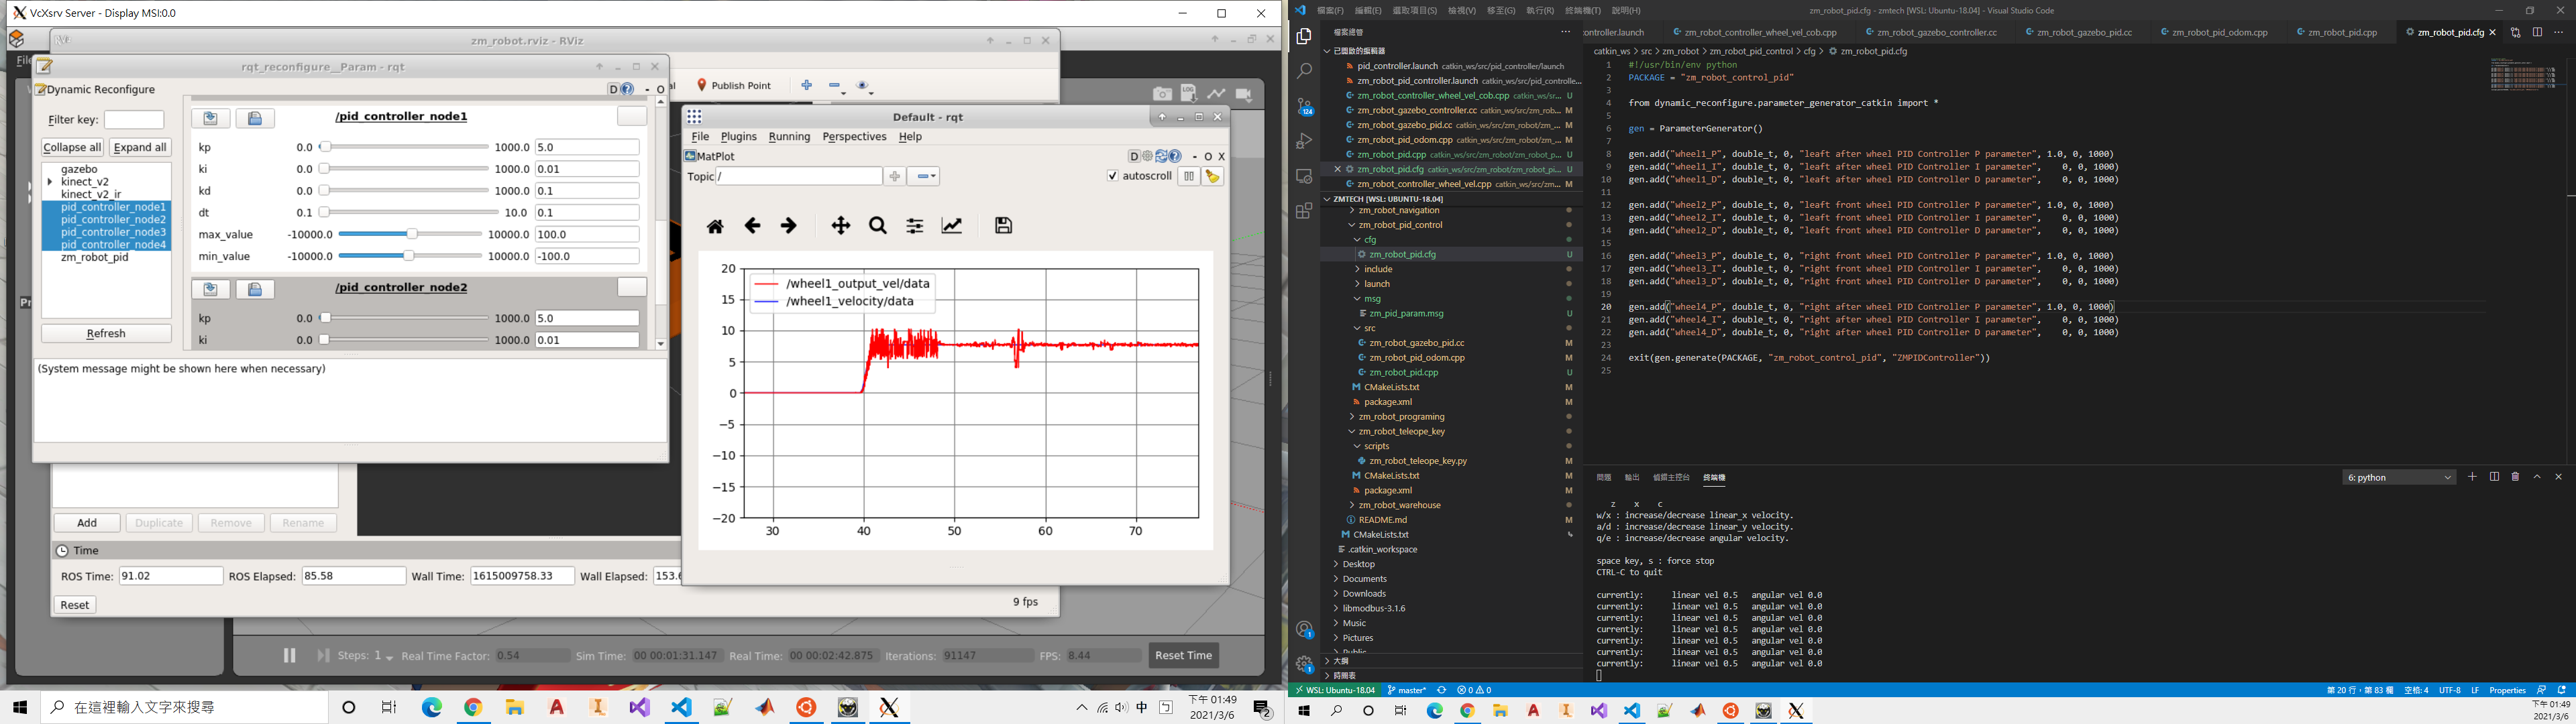 VcXsrv Server - Display MSI:0.0
zm_robot.rviz - RViz
rqt_reconfigure__Param - rqt
Dynamic Reconfigure
D
- O
Filter key:
Collapse all
Expand all
gazebo
kinect_v2
kinect_v2_ir
pid_controller_node1
pid_controller_node2
pid_controller_node3
pid_controller_node4
zm_robot_pid
Refresh
/pid_controller_node1
kp 0.0 1000.0 5.0
ki 0.0 1000.0 0.01
kd 0.0 1000.0 0.1
dt 0.1 10.0 0.1
max_value -10000.0 10000.0 100.0
min_value -10000.0 10000.0 -100.0
/pid_controller_node2
kp 0.0 1000.0 5.0
ki 0.0 1000.0 0.01
(System message might be shown here when necessary)
Publish Point
Add
Duplicate
Remove
Rename
Time
ROS Time: 91.02
ROS Elapsed: 85.58
Wall Time: 1615009758.33
Wall Elapsed: 153.6
Reset
9 fps
Default - rqt
File Plugins Running Perspectives Help
MatPlot
D
- O X
Topic /
autoscroll
/wheel1_output_vel/data
/wheel1_velocity/data
20
15
10
5
0
−5
−10
−15
−20
30 40 50 60 70
Steps: 1
Real Time Factor: 0.54
Sim Time: 00 00:01:31.147
Real Time: 00 00:02:42.875
Iterations: 91147
FPS: 8.44
Reset Time
在這裡輸入文字來搜尋
中
下午 01:49
2021/3/6
2
檔案(F) 編輯(E) 選取項目(S) 檢視(V) 移至(G) 執行(R) 終端機(T) 說明(H)
zm_robot_pid.cfg - zmtech [WSL: Ubuntu-18.04] - Visual Studio Code
檔案總管
已開啟的編輯器
pid_controller.launch catkin_ws/src/pid_controller/launch
zm_robot_pid_controller.launch catkin_ws/src/pid_controlle...
zm_robot_controller_wheel_vel_cob.cpp catkin_ws/sr... U
zm_robot_gazebo_controller.cc catkin_ws/src/zm_rob... M
zm_robot_gazebo_pid.cc catkin_ws/src/zm_robot/zm_... M
zm_robot_pid_odom.cpp catkin_ws/src/zm_robot/zm_... M
zm_robot_pid.cpp catkin_ws/src/zm_robot/zm_robot_p... U
zm_robot_pid.cfg catkin_ws/src/zm_robot/zm_robot_pi... U
zm_robot_controller_wheel_vel.cpp catkin_ws/src/zm... M
ZMTECH [WSL: UBUNTU-18.04]
zm_robot_navigation
zm_robot_pid_control
cfg
zm_robot_pid.cfg U
include
launch
msg
zm_pid_param.msg U
src
zm_robot_gazebo_pid.cc M
zm_robot_pid_odom.cpp M
zm_robot_pid.cpp U
CMakeLists.txt M
package.xml M
zm_robot_programing
zm_robot_teleope_key
scripts
zm_robot_teleope_key.py M
CMakeLists.txt M
package.xml M
zm_robot_warehouse
README.md M
CMakeLists.txt
.catkin_workspace
Desktop
Documents
Downloads
libmodbus-3.1.6
Music
Pictures
Public
大綱
時間表
124
1
1
controller.launch
zm_robot_controller_wheel_vel_cob.cpp
zm_robot_gazebo_controller.cc
zm_robot_gazebo_pid.cc
zm_robot_pid_odom.cpp
zm_robot_pid.cpp
zm_robot_pid.cfg
catkin_ws > src > zm_robot > zm_robot_pid_control > cfg > zm_robot_pid.cfg
1 #!/usr/bin/env python
2 PACKAGE = "zm_robot_control_pid"
3
4 from dynamic_reconfigure.parameter_generator_catkin import *
5
6 gen = ParameterGenerator()
7
8 gen.add("wheel1_P", double_t, 0, "leaft after wheel PID Controller P parameter", 1.0, 0, 1000)
9 gen.add("wheel1_I", double_t, 0, "leaft after wheel PID Controller I parameter", 0, 0, 1000)
10 gen.add("wheel1_D", double_t, 0, "leaft after wheel PID Controller D parameter", 0, 0, 1000)
11
12 gen.add("wheel2_P", double_t, 0, "leaft front wheel PID Controller P parameter", 1.0, 0, 1000)
13 gen.add("wheel2_I", double_t, 0, "leaft front wheel PID Controller I parameter", 0, 0, 1000)
14 gen.add("wheel2_D", double_t, 0, "leaft front wheel PID Controller D parameter", 0, 0, 1000)
15
16 gen.add("wheel3_P", double_t, 0, "right front wheel PID Controller P parameter", 1.0, 0, 1000)
17 gen.add("wheel3_I", double_t, 0, "right front wheel PID Controller I parameter", 0, 0, 1000)
18 gen.add("wheel3_D", double_t, 0, "right front wheel PID Controller D parameter", 0, 0, 1000)
19
20 gen.add("wheel4_P", double_t, 0, "right after wheel PID Controller P parameter", 1.0, 0, 1000)
21 gen.add("wheel4_I", double_t, 0, "right after wheel PID Controller I parameter", 0, 0, 1000)
22 gen.add("wheel4_D", double_t, 0, "right after wheel PID Controller D parameter", 0, 0, 1000)
23
24 exit(gen.generate(PACKAGE, "zm_robot_control_pid", "ZMPIDController"))
25
問題 輸出 偵錯主控台 終端機
6: python
z x c
w/x : increase/decrease linear_x velocity.
a/d : increase/decrease linear_y velocity.
q/e : increase/decrease angular velocity.
space key, s : force stop
CTRL-C to quit
currently: linear vel 0.5 angular vel 0.0
currently: linear vel 0.5 angular vel 0.0
currently: linear vel 0.5 angular vel 0.0
currently: linear vel 0.5 angular vel 0.0
currently: linear vel 0.5 angular vel 0.0
currently: linear vel 0.5 angular vel 0.0
currently: linear vel 0.5 angular vel 0.0
WSL: Ubuntu-18.04
master*
0 0
第 20 行，第 83 欄
空格: 4
UTF-8
LF
Properties
下午 01:49
2021/3/6